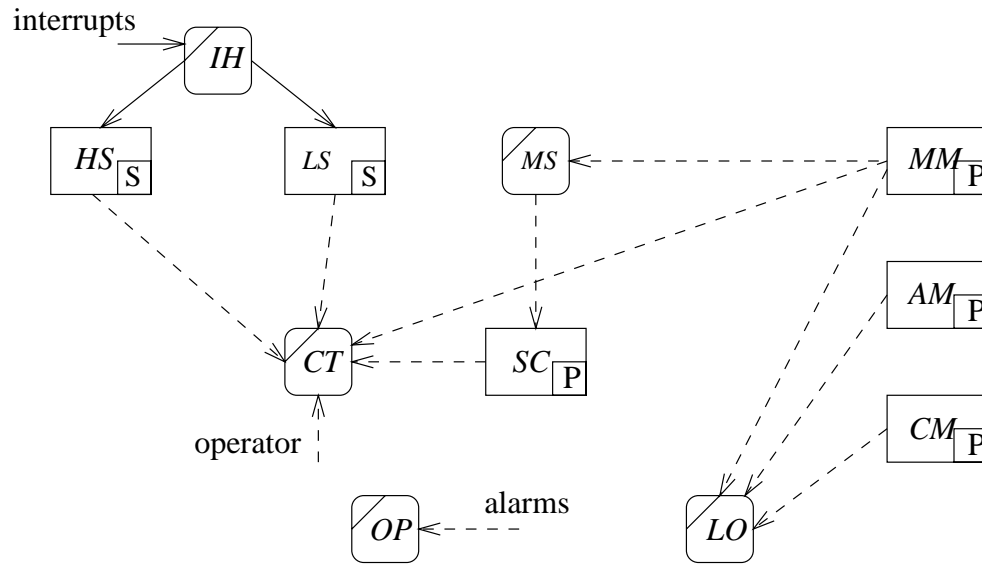 interrupts
IH
HS
S
LS
S
MS
MM
P
AM
P
CT
SC
P
CM
P
operator
alarms
OP
LO